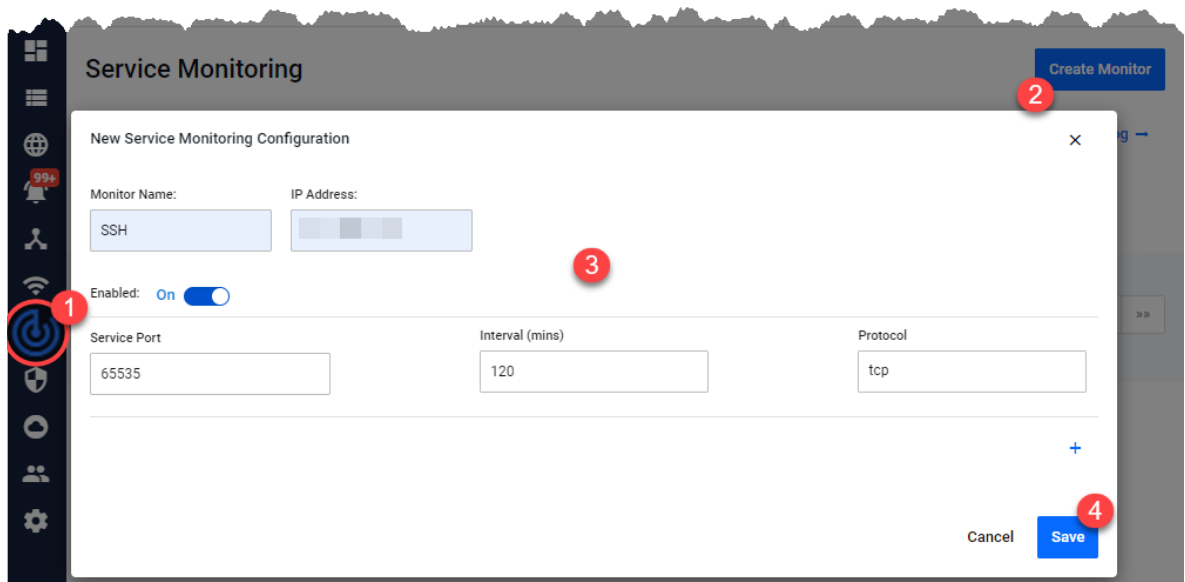 Service Monitoring
Create Monitor
2
New Service Monitoring Configuration
99+
Monitor Name:
IP Address:
SSH
3
Enabled: On
1
Service Port
Interval (mins)
Protocol
»»
65535
120
tcp
+
4
Cancel
Save